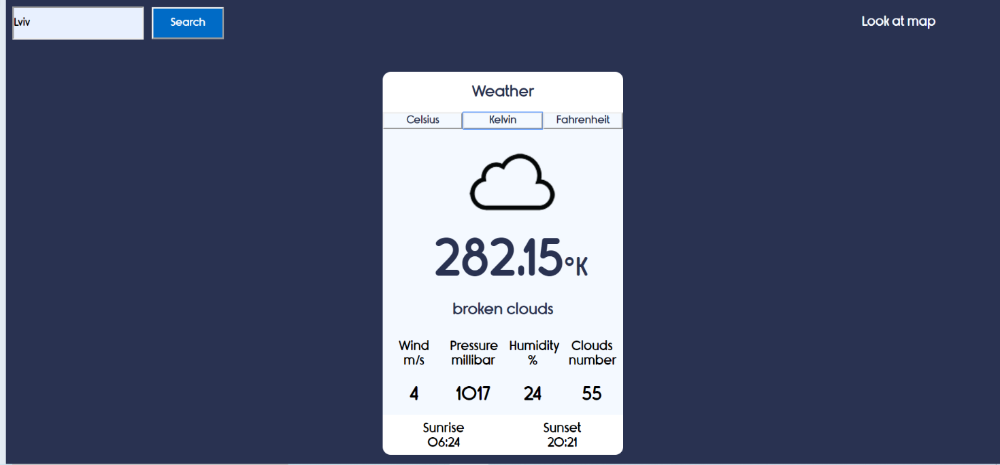 Lviv
Search
Look at map
Weather
Celsius Kelvin Fahrenheit
282.15°K
broken clouds
Wind Pressure Humidity Clouds
m/s millibar % number
4 1017 24 55
Sunrise Sunset
06:24 20:21